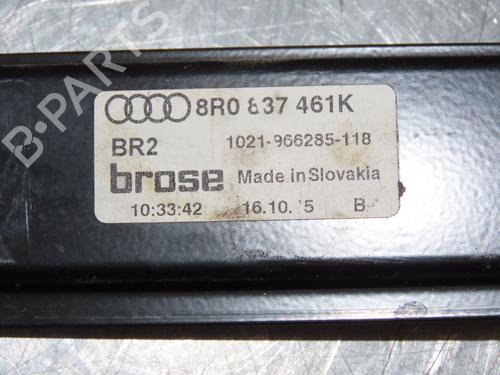 8R0 837 461K
BR2 1021-966285-118
brose Made in Slovakia
10:33:42 16.10. 5 B
B-PARTS